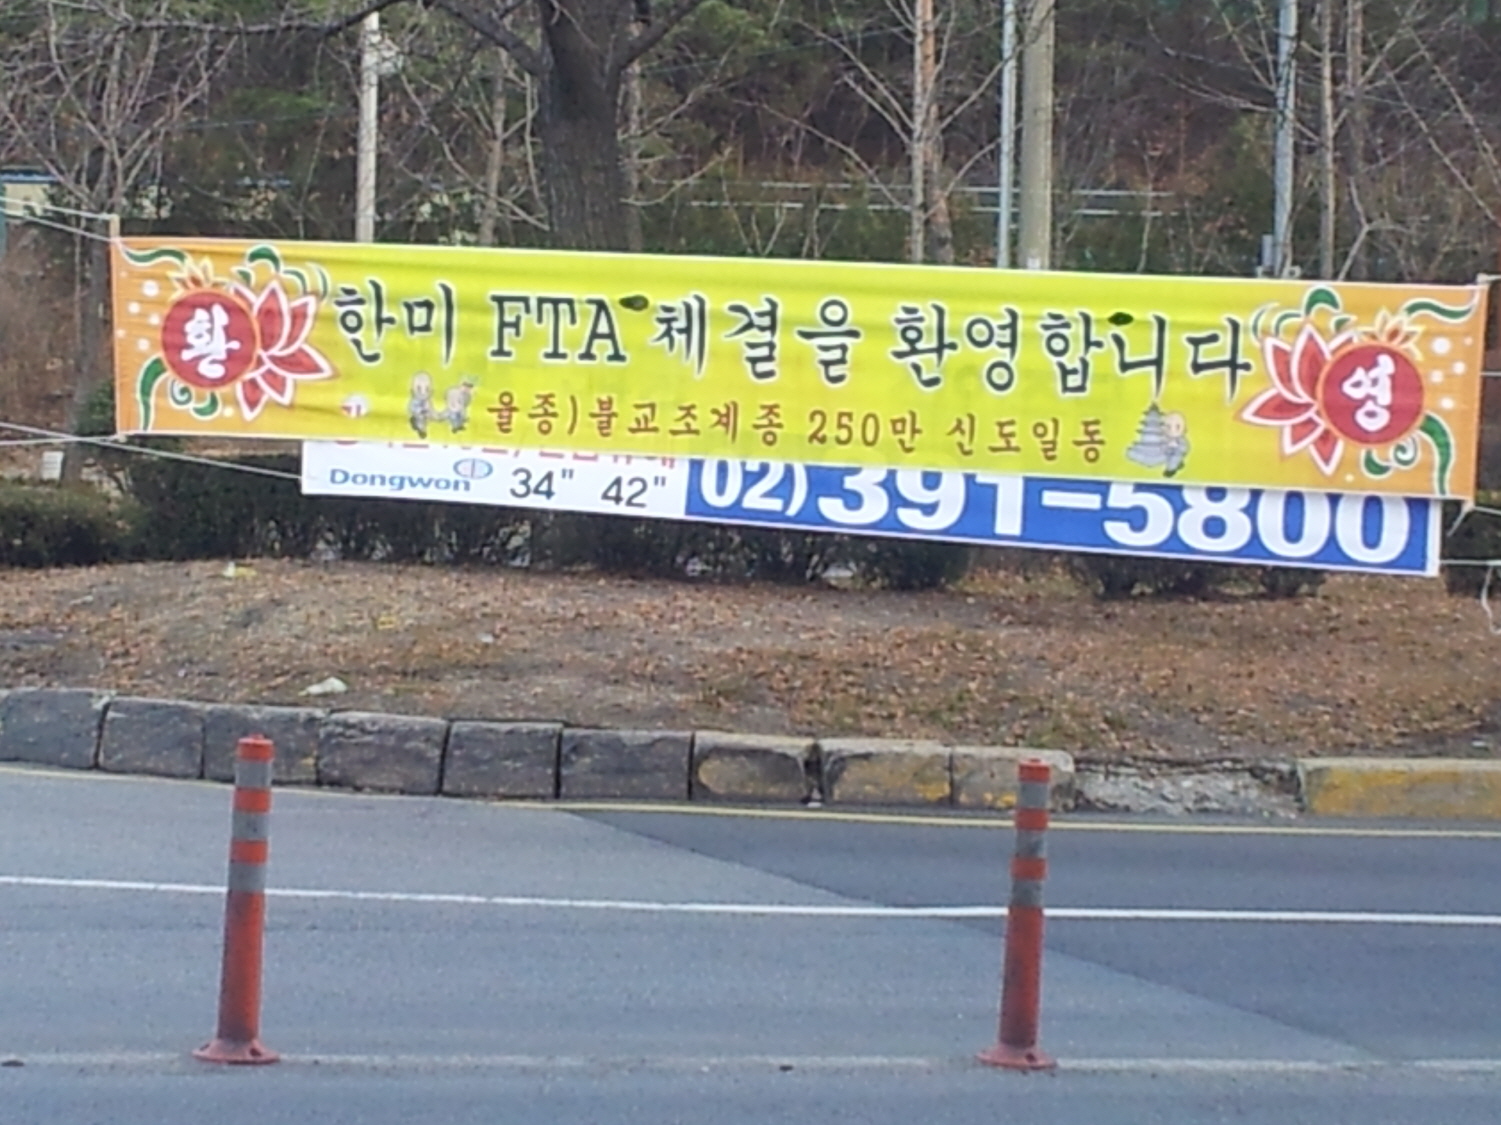 환 한미 FTA 체결을 환영합니다 영
율종)불교조계종 250만 신도일동
Dongwon 34" 42" 02)391-5800